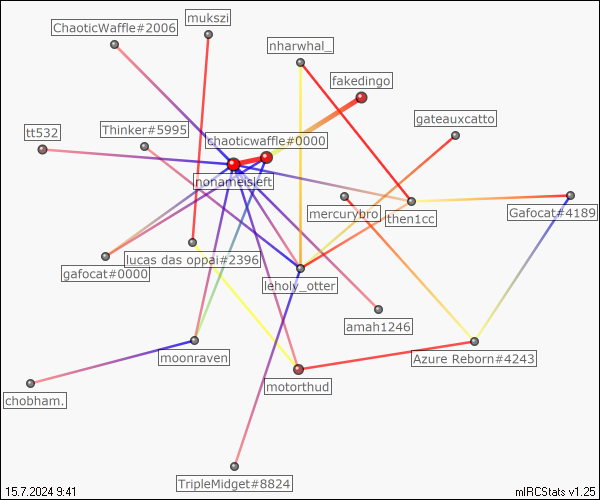 mukszi
ChaoticWaffle#2006
nharwhal_
fakedingo
gateauxcatto
tt532
Thinker#5995
chaoticwaffle#0000
nonameisleft
mercurybro_
then1cc
Gafocat#4189
lucas das oppai#2396
gafocat#0000
leholy_otter
amah1246
moonraven
Azure Reborn#4243
motorthud
chobham.
TripleMidget#8824
15.7.2024 9:41
mIRCStats v1.25